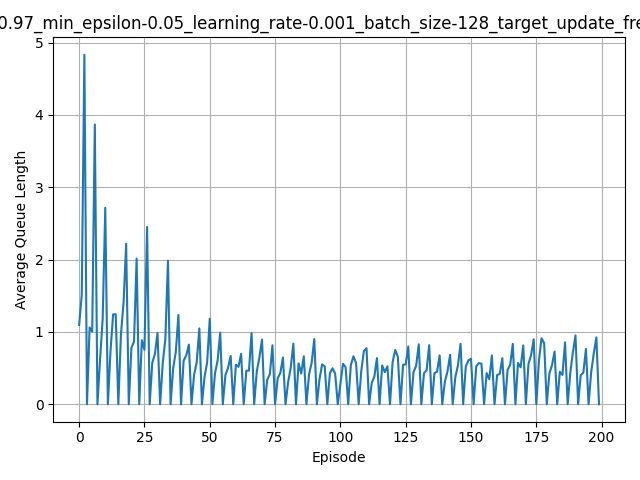 0.97_min_epsilon-0.05_learning_rate-0.001_batch_size-128_target_update_fre
5
4
3
2
1
0
Average Queue Length
0 25 50 75 100 125 150 175 200
Episode